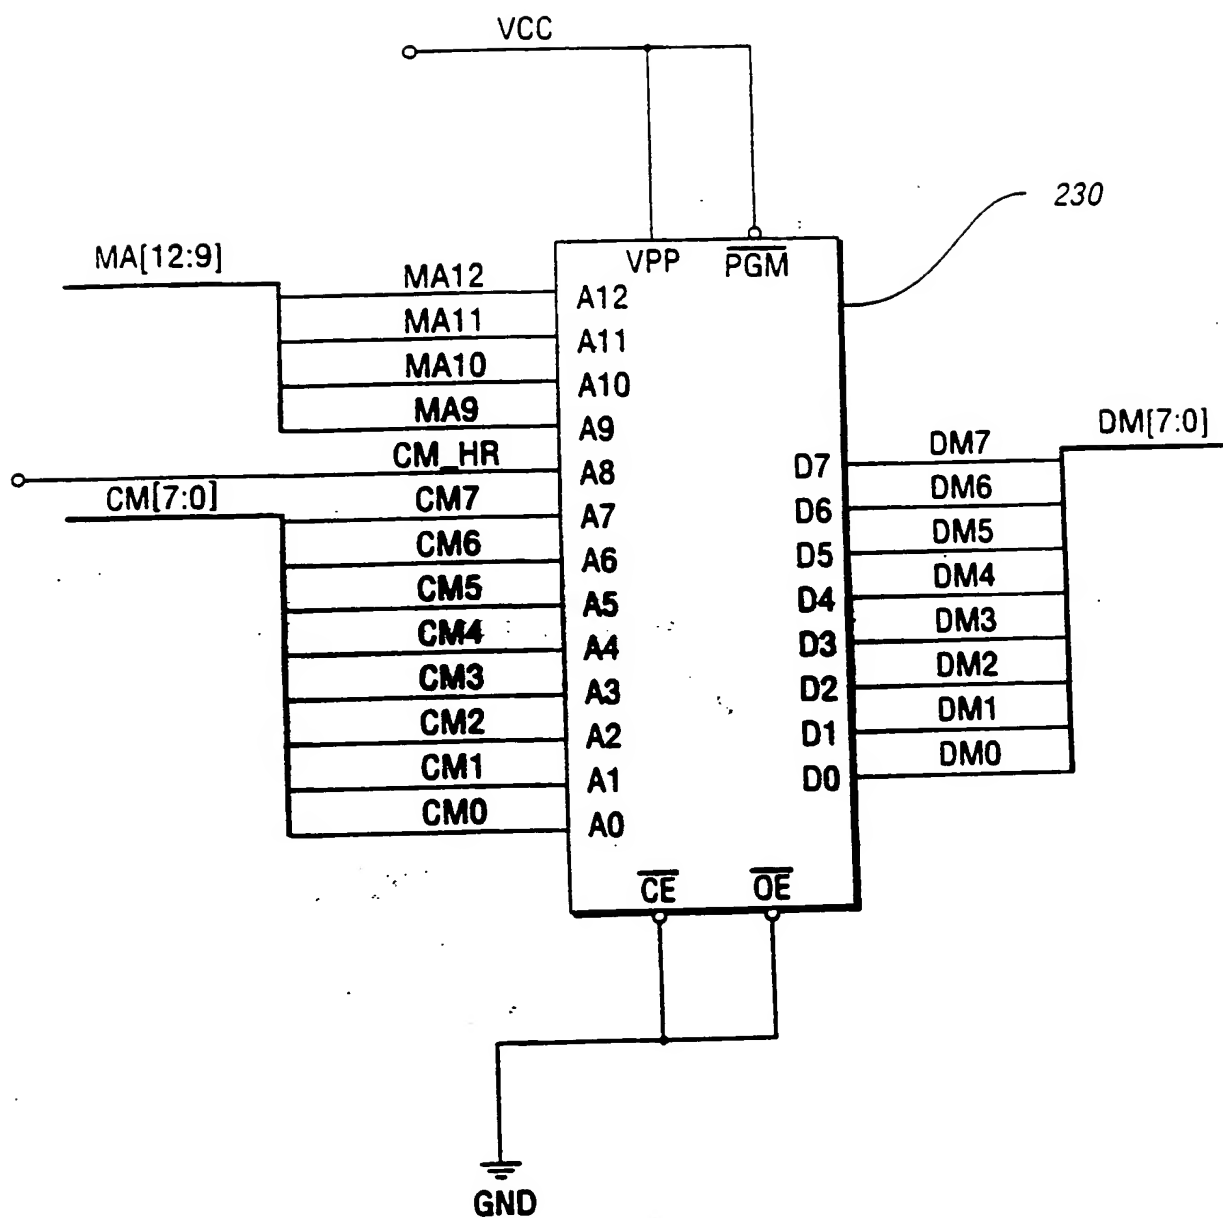 VCC
230
MA[12:9]
VPP PGM
MA12 A12
MA11 A11
MA10 A10
MA9 A9
CM_HR A8
CM[7:0]
CM7 A7
CM6 A6
CM5 A5
CM4 A4
CM3 A3
CM2 A2
CM1 A1
CM0 A0
DM[7:0]
D7 DM7
D6 DM6
D5 DM5
D4 DM4
D3 DM3
D2 DM2
D1 DM1
D0 DM0
CE OE
GND